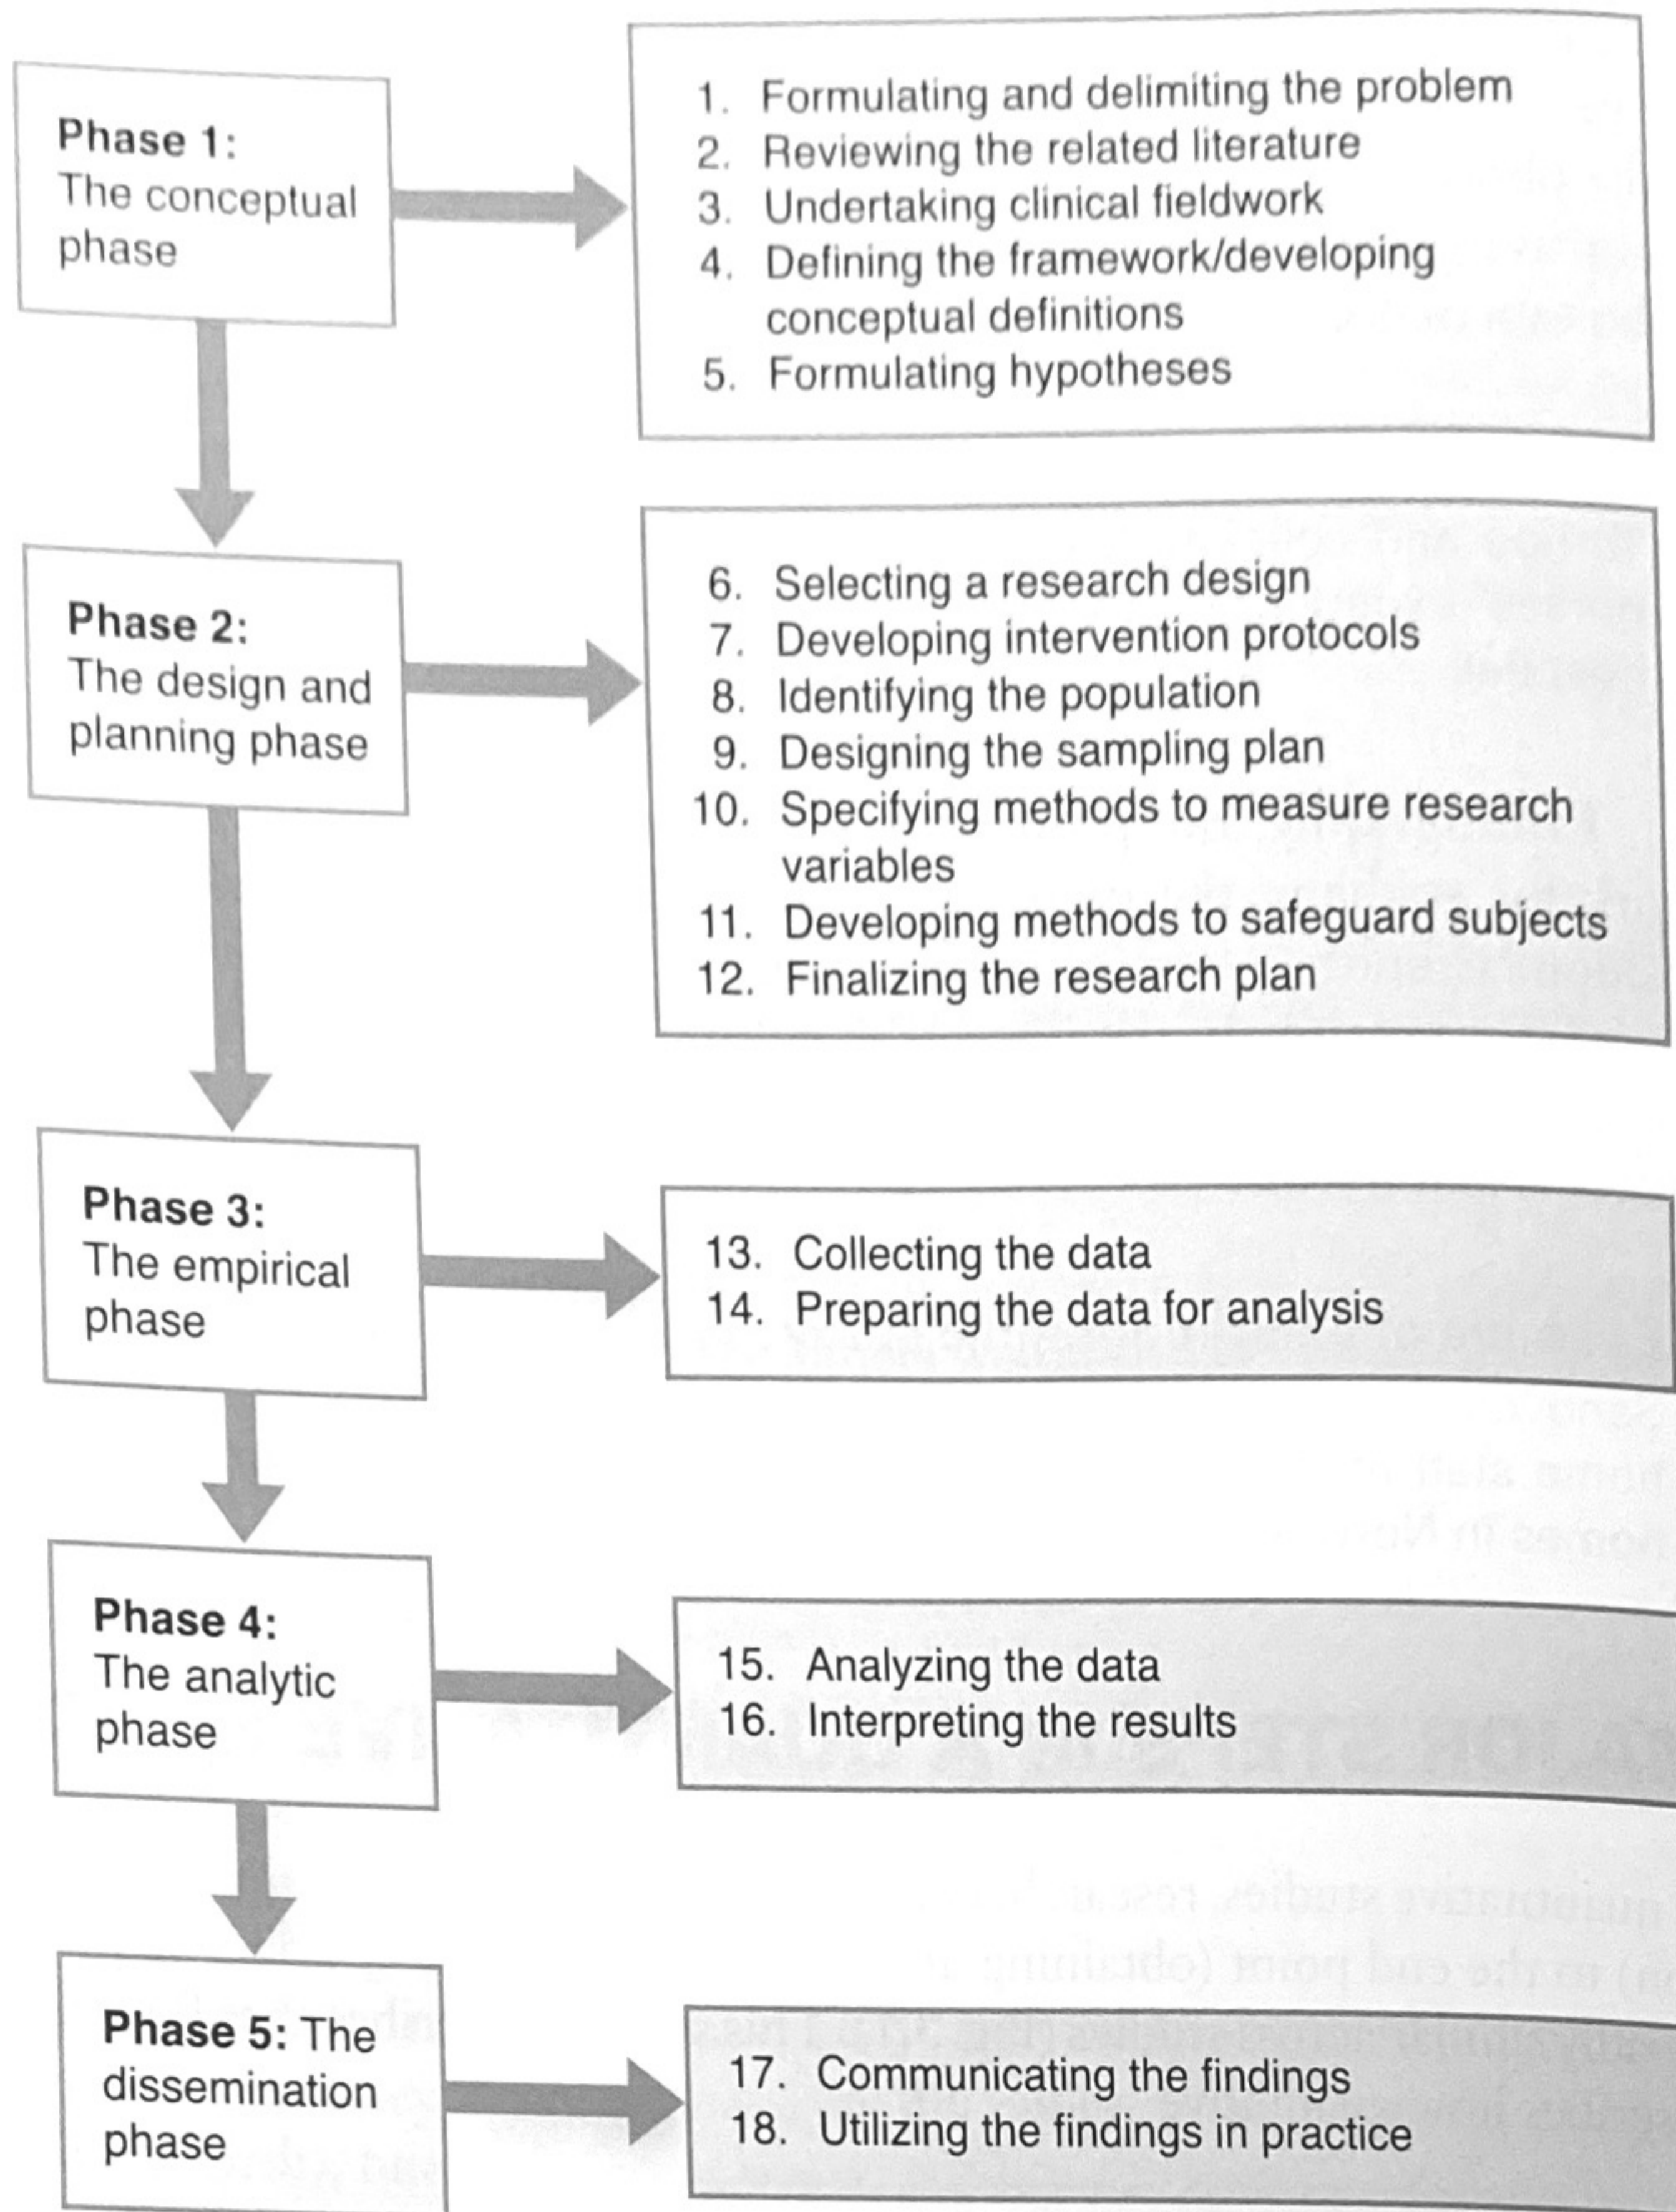 Phase 1:
The conceptual
phase
1. Formulating and delimiting the problem
2. Reviewing the related literature
3. Undertaking clinical fieldwork
4. Defining the framework/developing
conceptual definitions
5. Formulating hypotheses
Phase 2:
The design and
planning phase
6. Selecting a research design
7. Developing intervention protocols
8. Identifying the population
9. Designing the sampling plan
10. Specifying methods to measure research
variables
11. Developing methods to safeguard subjects
12. Finalizing the research plan
Phase 3:
The empirical
phase
13. Collecting the data
14. Preparing the data for analysis
Phase 4:
The analytic
phase
15. Analyzing the data
16. Interpreting the results
Phase 5: The
dissemination
phase
17. Communicating the findings
18. Utilizing the findings in practice